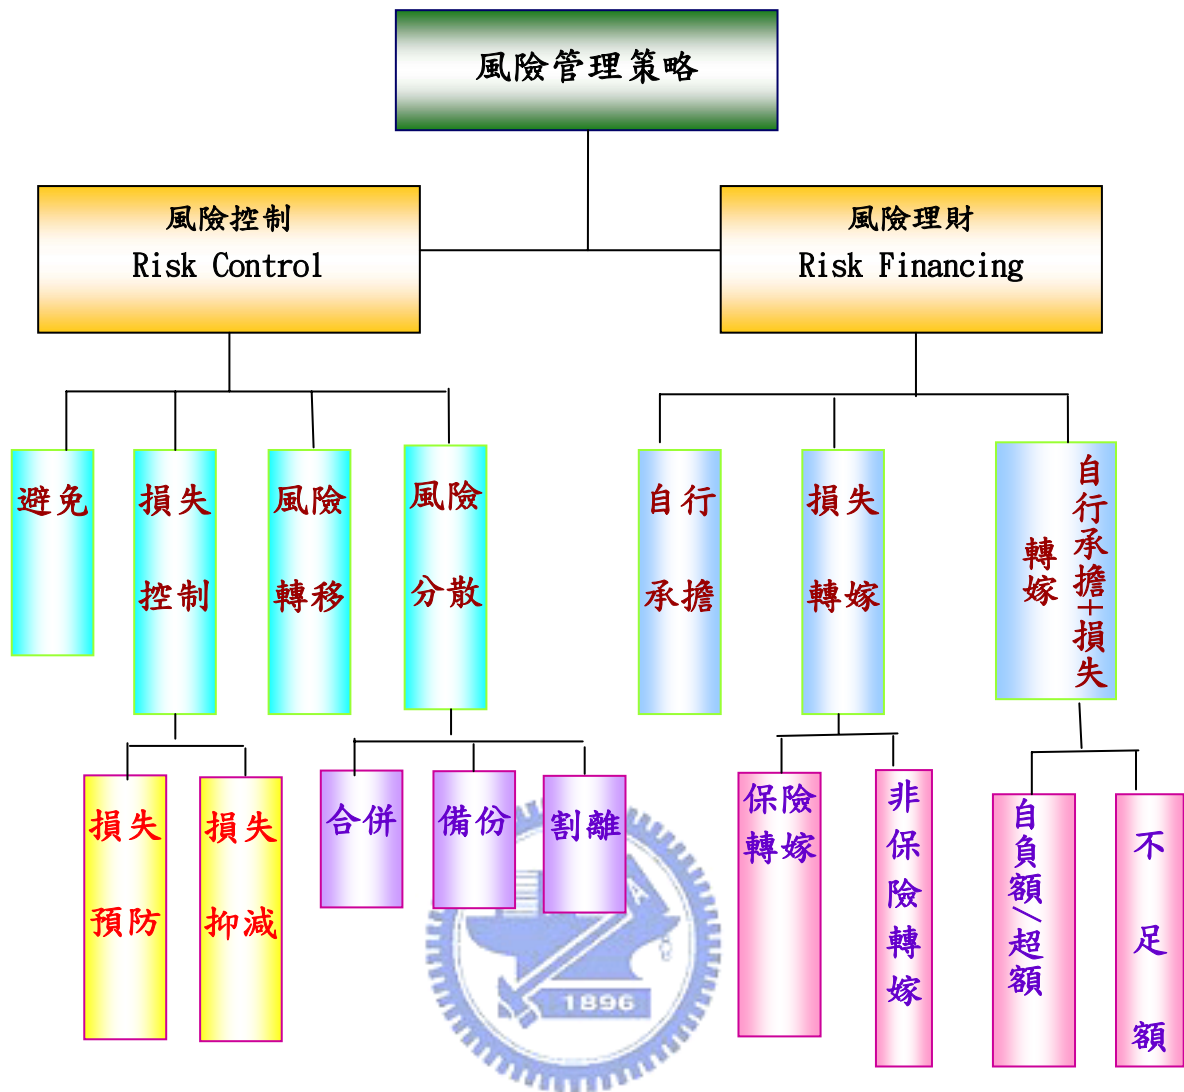 風險管理策略
風險控制
Risk Control
風險理財
Risk Financing
避免
損失
控制
風險
轉移
風險
分散
自行
承擔
損失
轉嫁
自行承擔+損失
轉嫁
損失
預防
損失
抑減
合併
備份
割離
保險
轉嫁
非保險轉嫁
自負額/超額
不足額
1896